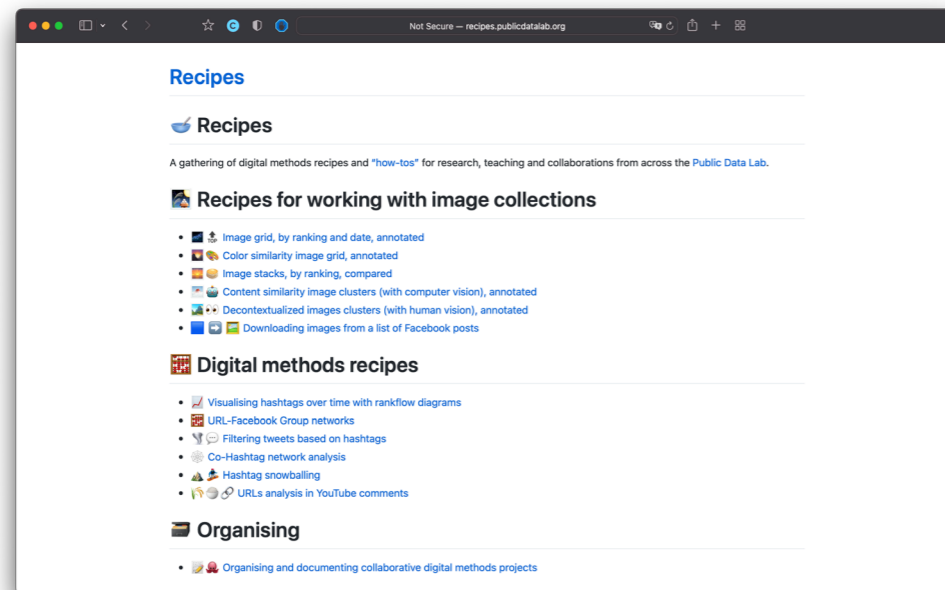 Not Secure — recipes.publicdatalab.org
Recipes
Recipes
A gathering of digital methods recipes and "how-tos" for research, teaching and collaborations from across the Public Data Lab.
Recipes for working with image collections
Image grid, by ranking and date, annotated
Color similarity image grid, annotated
Image stacks, by ranking, compared
Content similarity image clusters (with computer vision), annotated
Decontextualized images clusters (with human vision), annotated
Downloading images from a list of Facebook posts
Digital methods recipes
Visualising hashtags over time with rankflow diagrams
URL-Facebook Group networks
Filtering tweets based on hashtags
Co-Hashtag network analysis
Hashtag snowballing
URLs analysis in YouTube comments
Organising
Organising and documenting collaborative digital methods projects